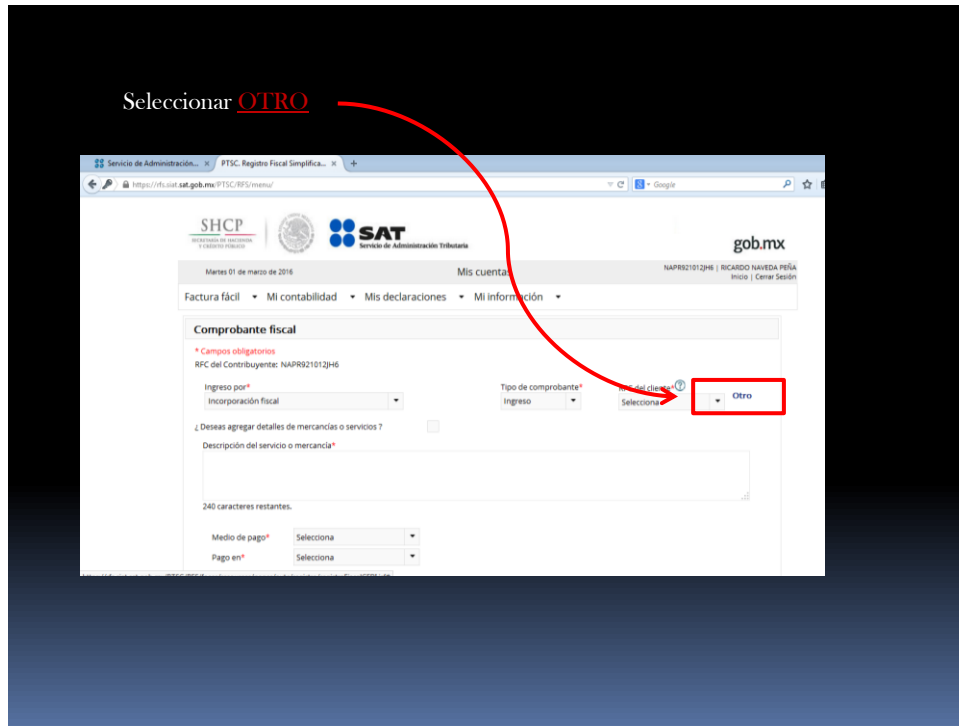 Seleccionar OTRO
Servicio de Administración... × PTSC. Registro Fiscal Simplifica... × +
https://rfc.siat.sat.gob.mx/PTSC/RFS/menu/ Google
SHCP
SECRETARÍA DE HACIENDA
Y CRÉDITO PÚBLICO
SAT
Servicio de Administración Tributaria
gob.mx
Martes 01 de marzo de 2016 Mis cuentas NAPR921012JH6 | RICARDO NAVEDA PEÑA
Inicio | Cerrar Sesión
Factura fácil Mi contabilidad Mis declaraciones Mi información
Comprobante fiscal
* Campos obligatorios
RFC del Contribuyente: NAPR921012JH6
Ingreso por* Tipo de comprobante* RFC del cliente* ?
Incorporación fiscal Ingreso Selecciona Otro
¿ Deseas agregar detalles de mercancías o servicios ?
Descripción del servicio o mercancía*
240 caracteres restantes.
Medio de pago* Selecciona
Pago en* Selecciona